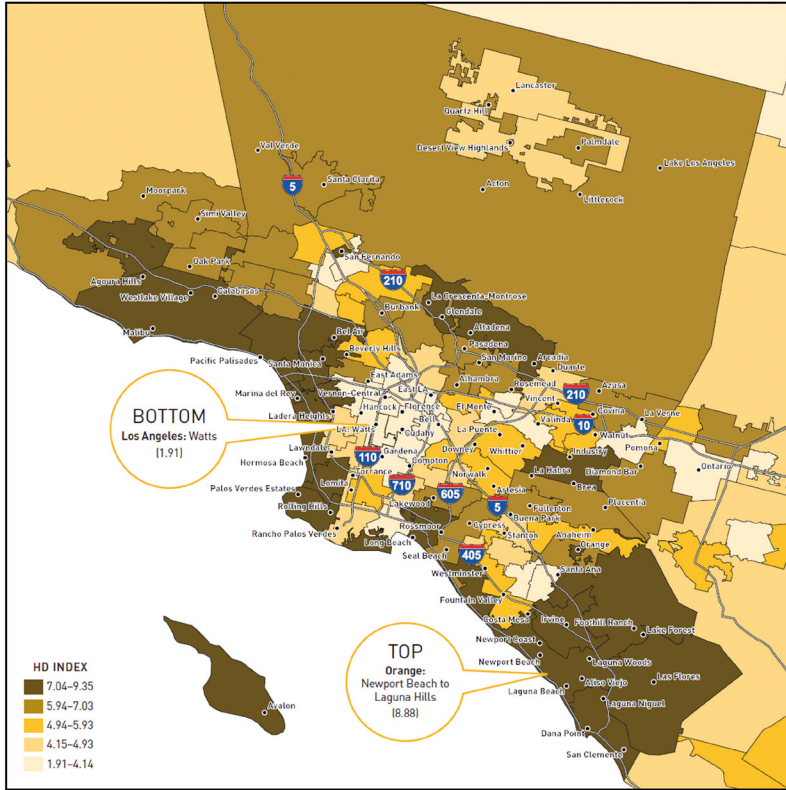 Lancaster
Quartz Hill
Desert View Highlands
Palmdale
Lake Los Angeles
Val Verde
Santa Clarita
5
Acton
Littlerock
Moorpark
Simi Valley
San Fernando
Oak Park
210
Agoura Hills
Calabasas
Westlake Village
La Crescenta-Montrose
Burbank
Glendale
Malibu
Bel Air
Altadena
Pasadena
Beverly Hills
San Marino
Arcadia
Pacific Palisades
Santa Monica
Duarte
East Adams
Alhambra
Rosemead
210
Azusa
Marina del Rey
Vernon-Central
East LA
Vincent
Covina
BOTTOM
Los Angeles: Watts
(1.91)
Ladera Heights
Hancock
Florence
El Monte
10
La Verne
LA: Watts
Bell
Valinda
Cudahy
La Puente
Walnut
Pomona
Lawndale
110
Gardena
Downey
Whittier
Industry
Hermosa Beach
Compton
Diamond Bar
Ontario
Torrance
710
Norwalk
La Habra
Palos Verdes Estates
Lomita
Lakewood
605
Astesia
Brea
Rolling Hills
5
Fullerton
Placentia
Buena Park
Rancho Palos Verdes
Rossmoor
Cypress
Stanton
Anaheim
Long Beach
Orange
Seal Beach
405
Westminster
Santa Ana
Fountain Valley
Costa Mesa
Irvine
Foothill Ranch
Lake Forest
Newport Coast
TOP
Orange:
Newport Beach to
Laguna Hills
(8.88)
Newport Beach
Laguna Woods
Aliso Viejo
Las Flores
Laguna Beach
Laguna Niguel
Dana Point
San Clemente
Avalon
HD INDEX
7.04–9.35
5.94–7.03
4.94–5.93
4.15–4.93
1.91–4.14